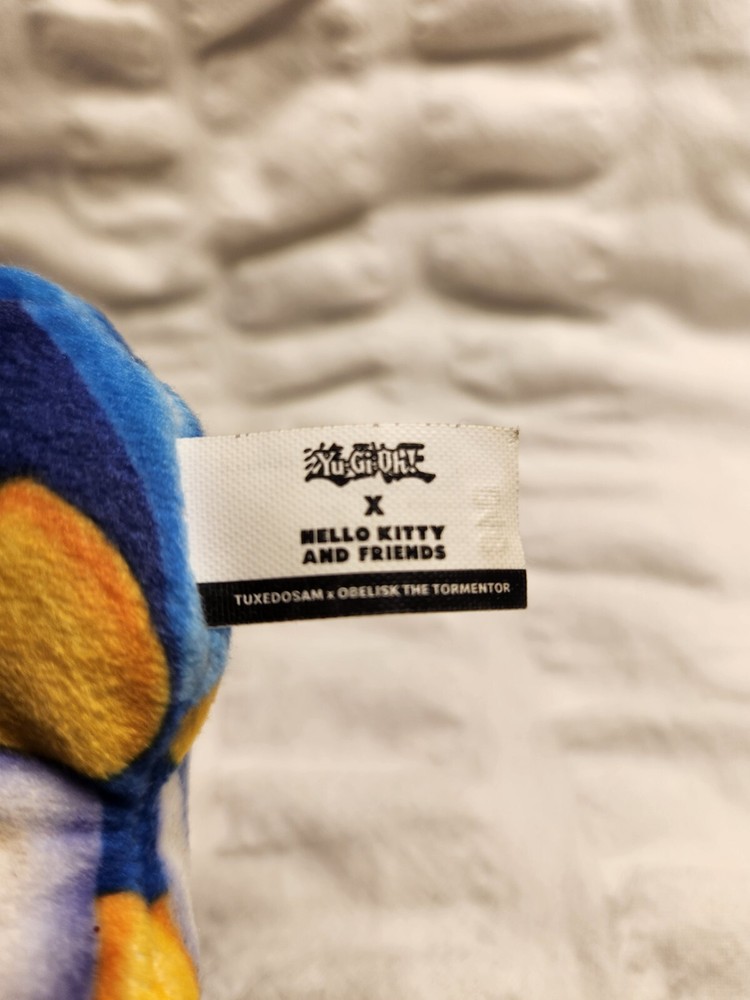 Yu-Gi-Oh!
X
HELLO KITTY
AND FRIENDS
TUXEDOSAM x OBELISK THE TORMENTOR